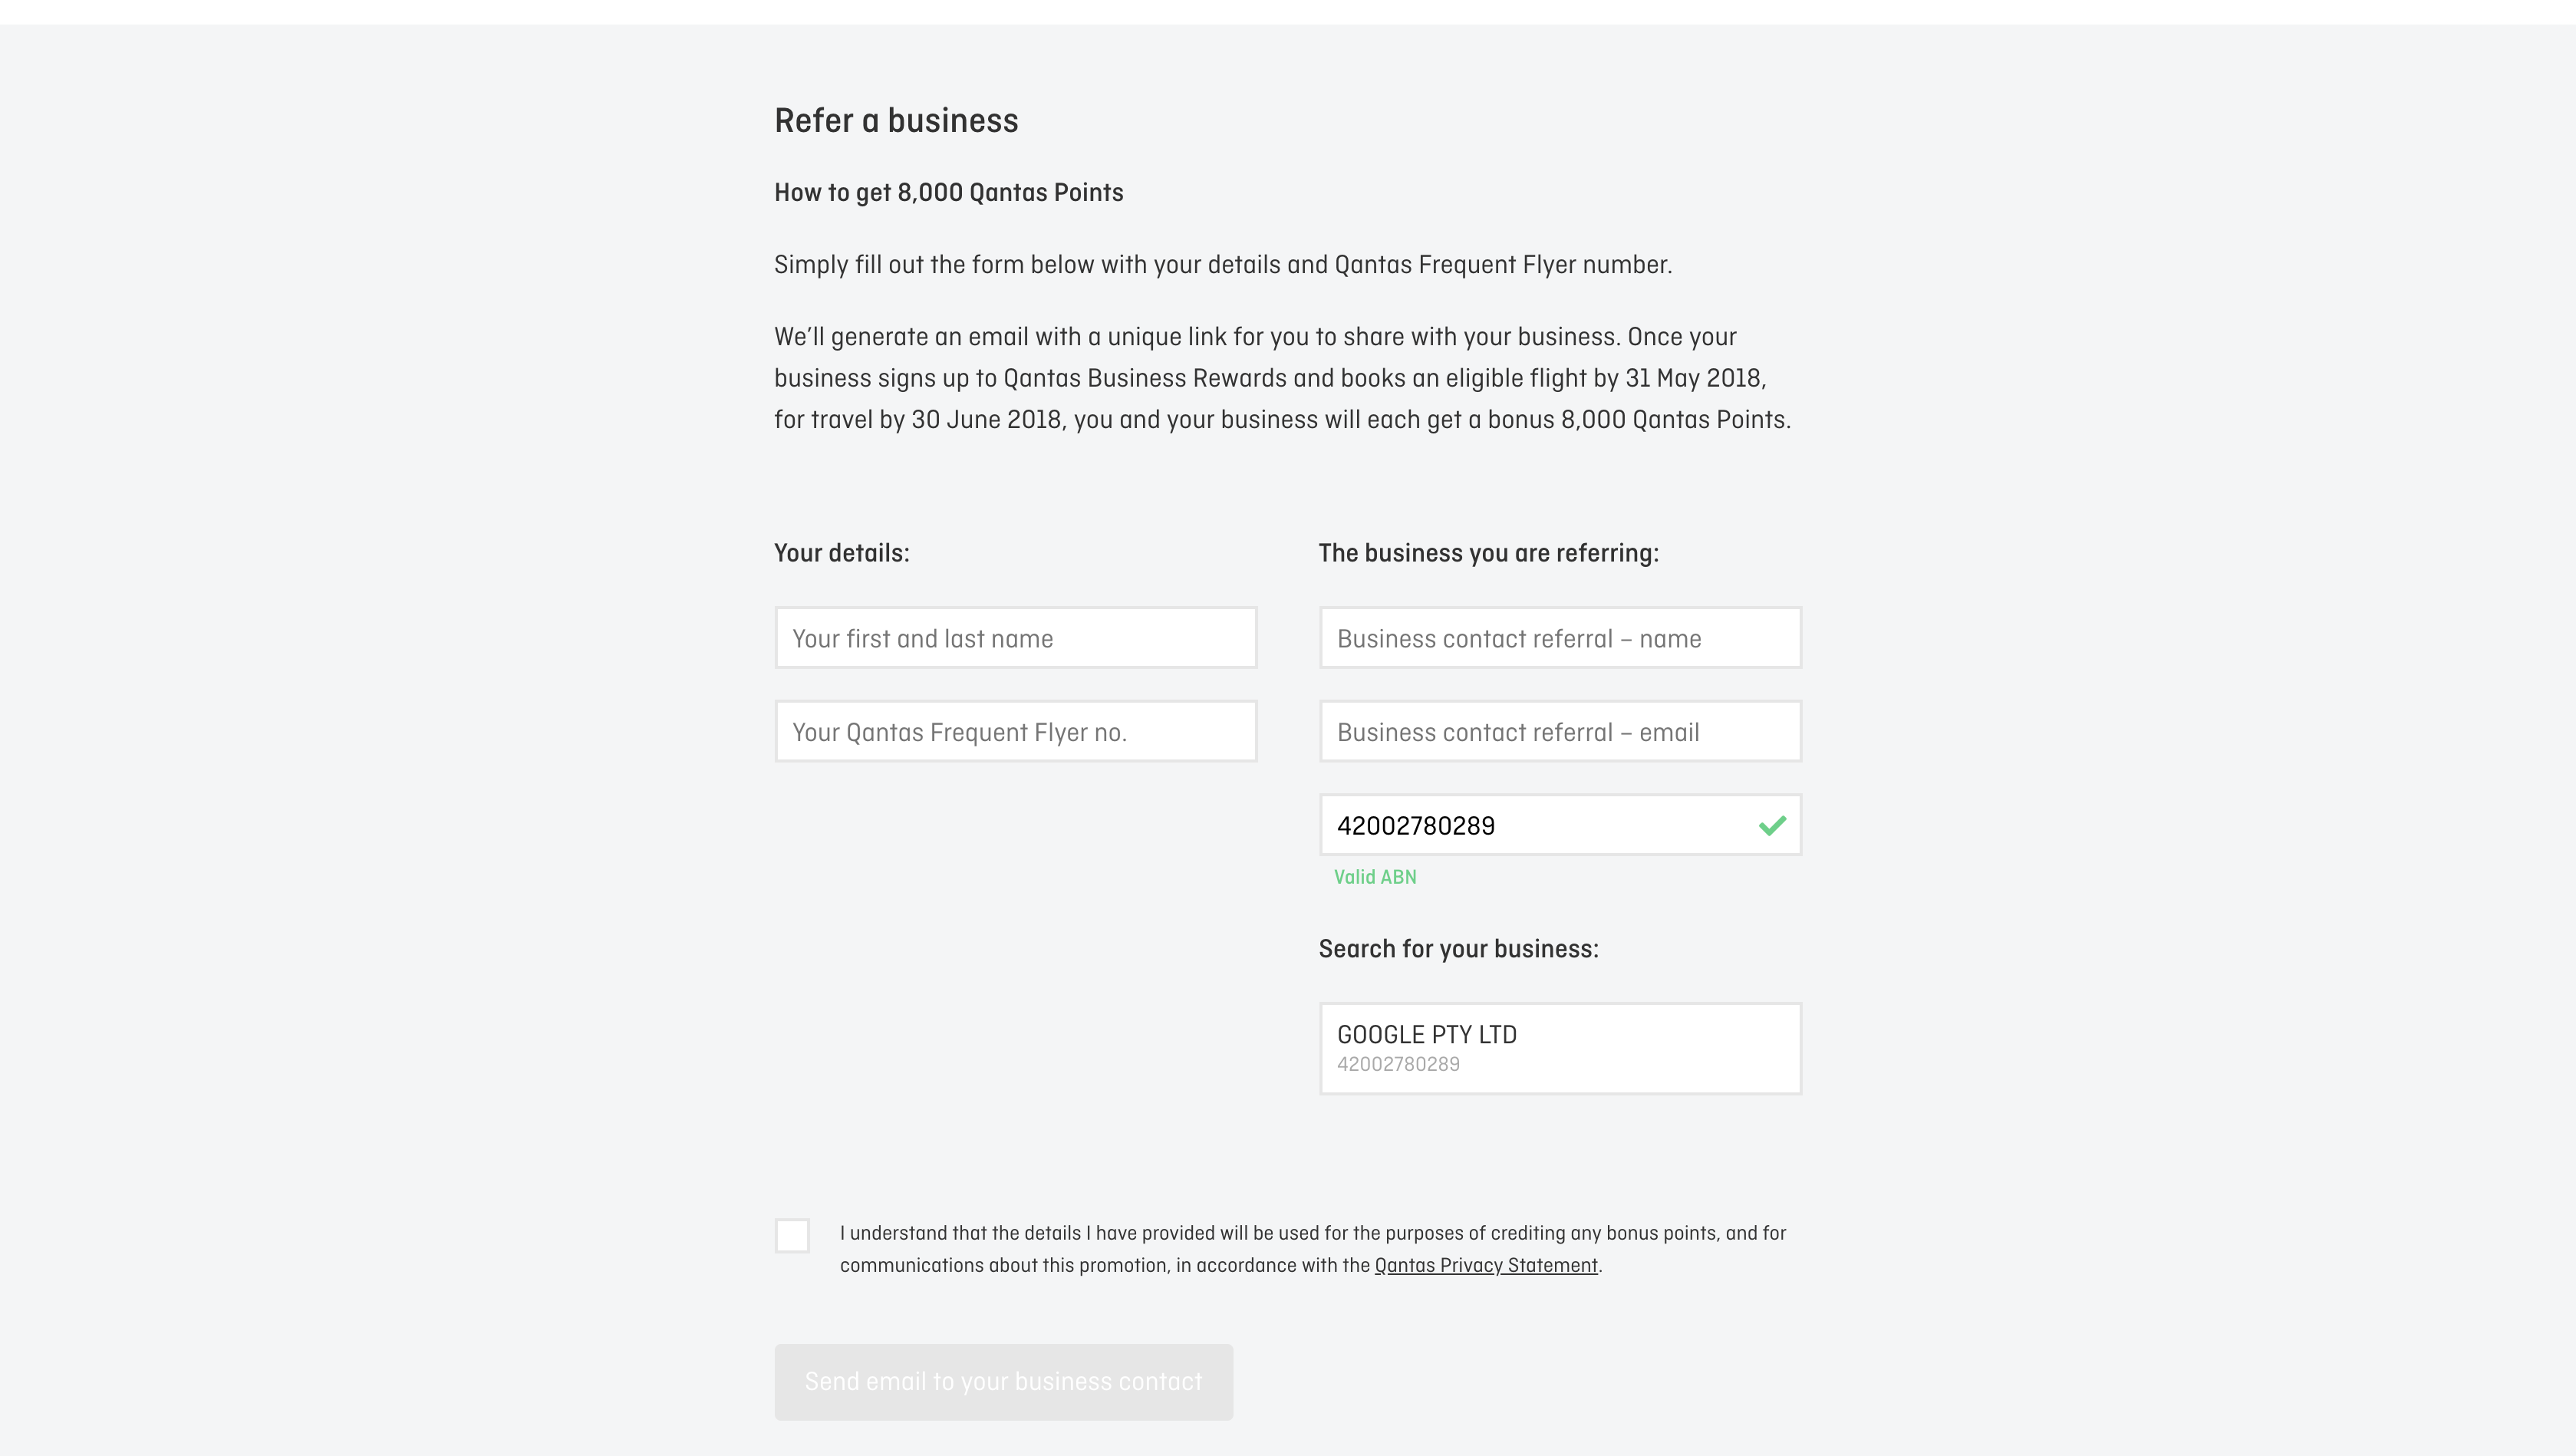 Refer a business
How to get 8,000 Qantas Points
Simply fill out the form below with your details and Qantas Frequent Flyer number.
We’ll generate an email with a unique link for you to share with your business. Once your
business signs up to Qantas Business Rewards and books an eligible flight by 31 May 2018,
for travel by 30 June 2018, you and your business will each get a bonus 8,000 Qantas Points.
Your details:
Your first and last name
Your Qantas Frequent Flyer no.
The business you are referring:
Business contact referral – name
Business contact referral – email
42002780289
Valid ABN
Search for your business:
GOOGLE PTY LTD
42002780289
I understand that the details I have provided will be used for the purposes of crediting any bonus points, and for
communications about this promotion, in accordance with the Qantas Privacy Statement.
Send email to your business contact